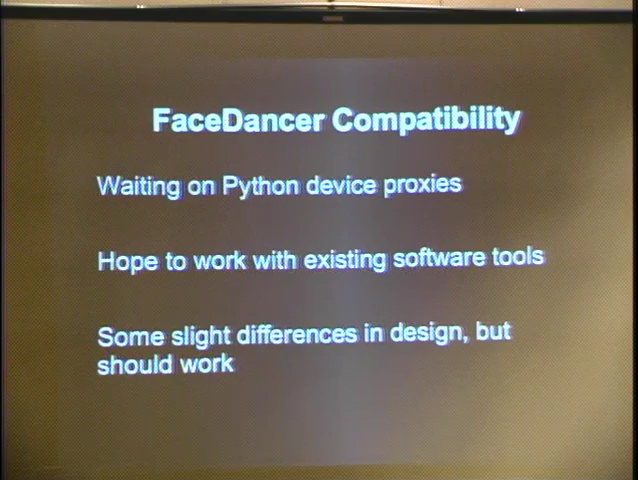 FaceDancer Compatibility
Waiting on Python device proxies
Hope to work with existing software tools
Some slight differences in design, but
should work